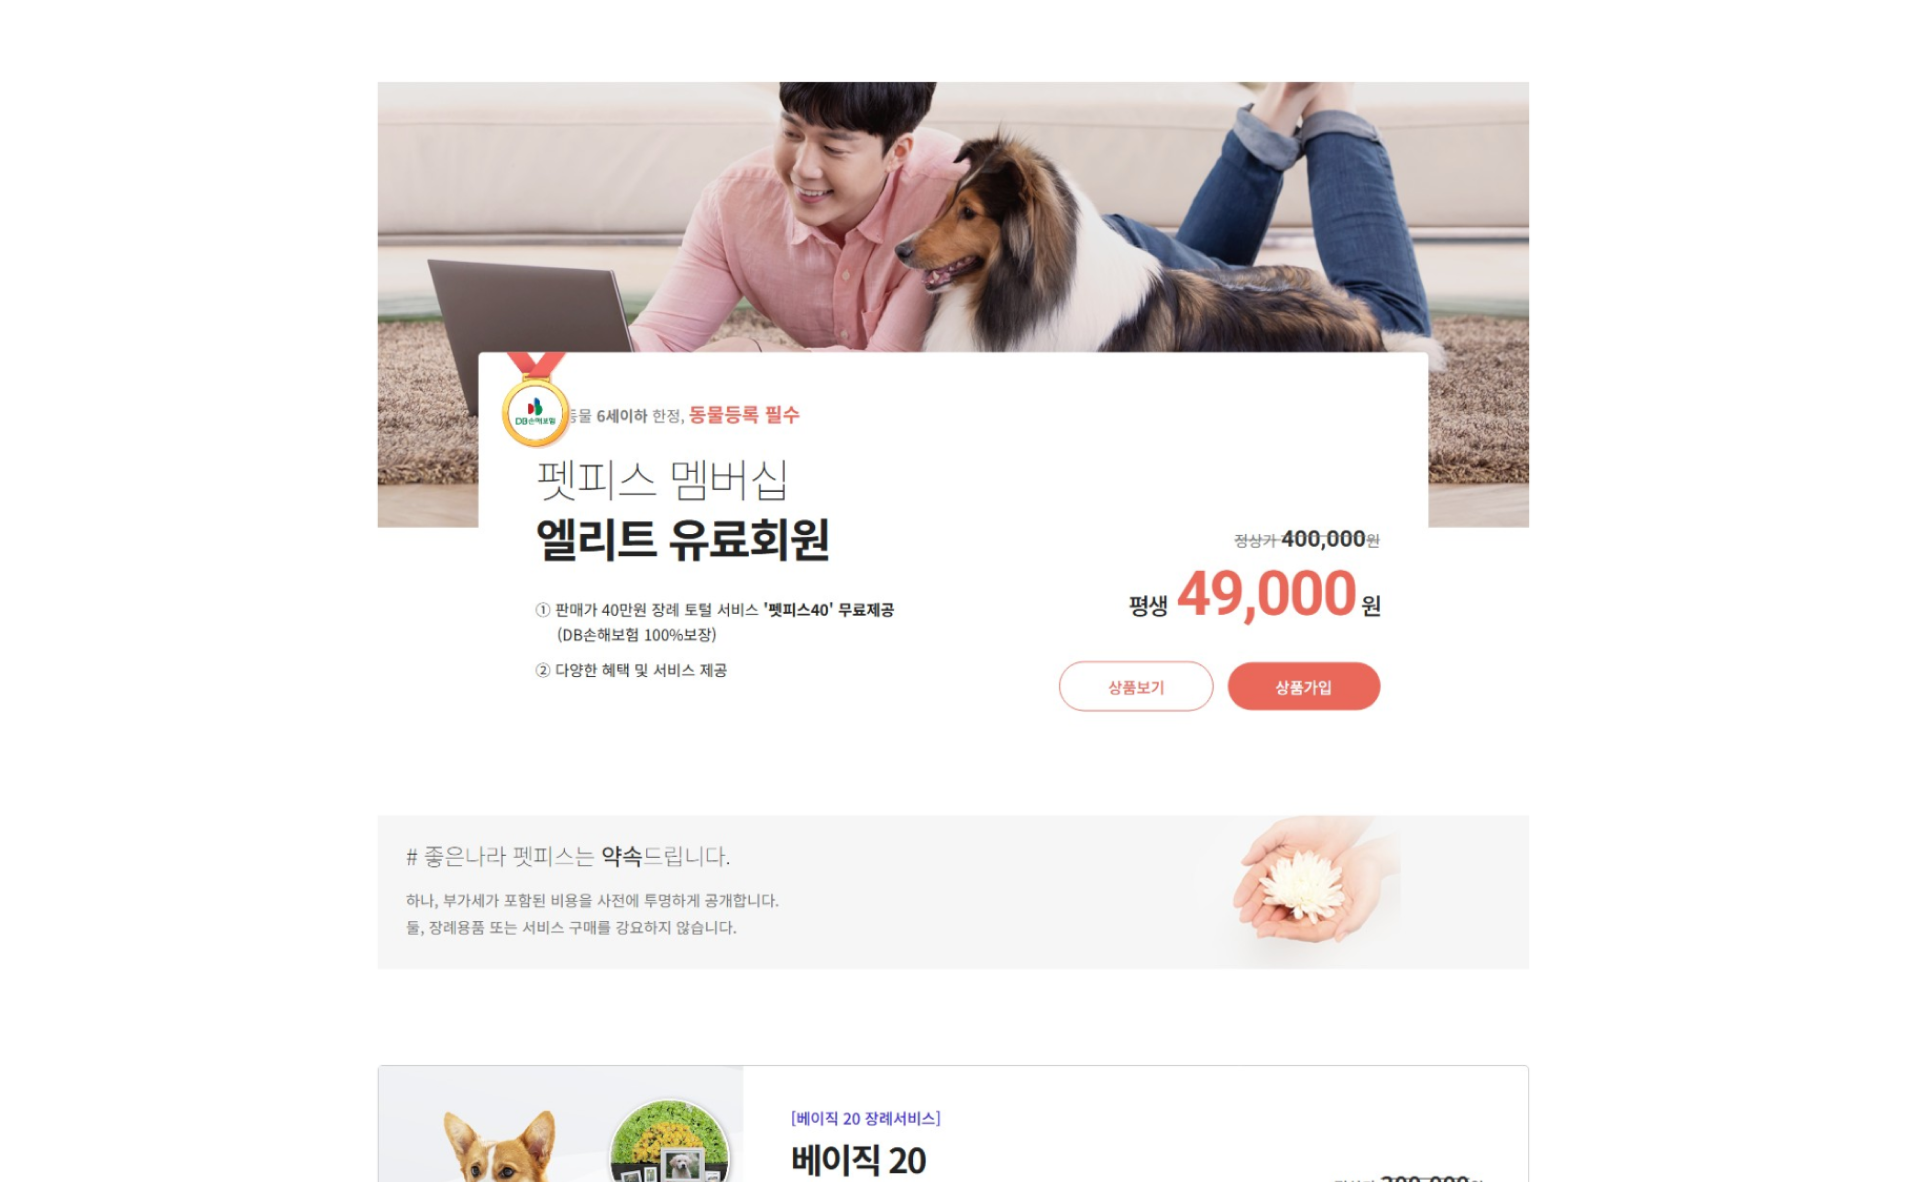 DB손해보험
동물 6세이하 한정, 동물등록 필수
펫피스 멤버십
엘리트 유료회원
① 판매가 40만원 장례 토털 서비스 '펫피스40' 무료제공
(DB손해보험 100%보장)
② 다양한 혜택 및 서비스 제공
정상가 400,000원
평생 49,000 원
상품보기
상품가입
# 좋은나라 펫피스는 약속드립니다.
하나, 부가세가 포함된 비용을 사전에 투명하게 공개합니다.
둘, 장례용품 또는 서비스 구매를 강요하지 않습니다.
[베이직 20 장례서비스]
베이직 20